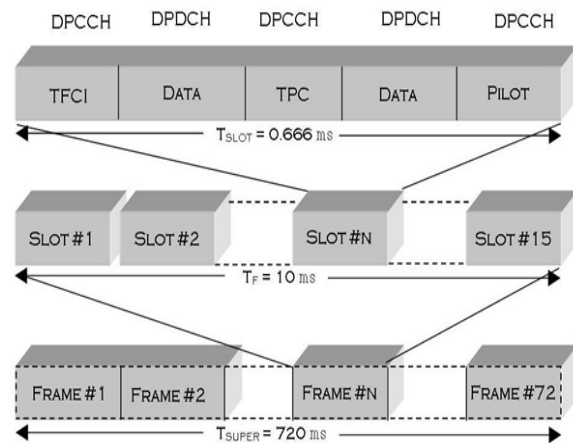 DPCCH DPDCH DPCCH DPDCH DPCCH
TFCI DATA TPC DATA PILOT
TSLOT = 0.666 ms
SLOT #1 SLOT #2 SLOT #N SLOT #15
TF = 10 ms
FRAME #1 FRAME #2 FRAME #N FRAME #72
TSUPER = 720 ms